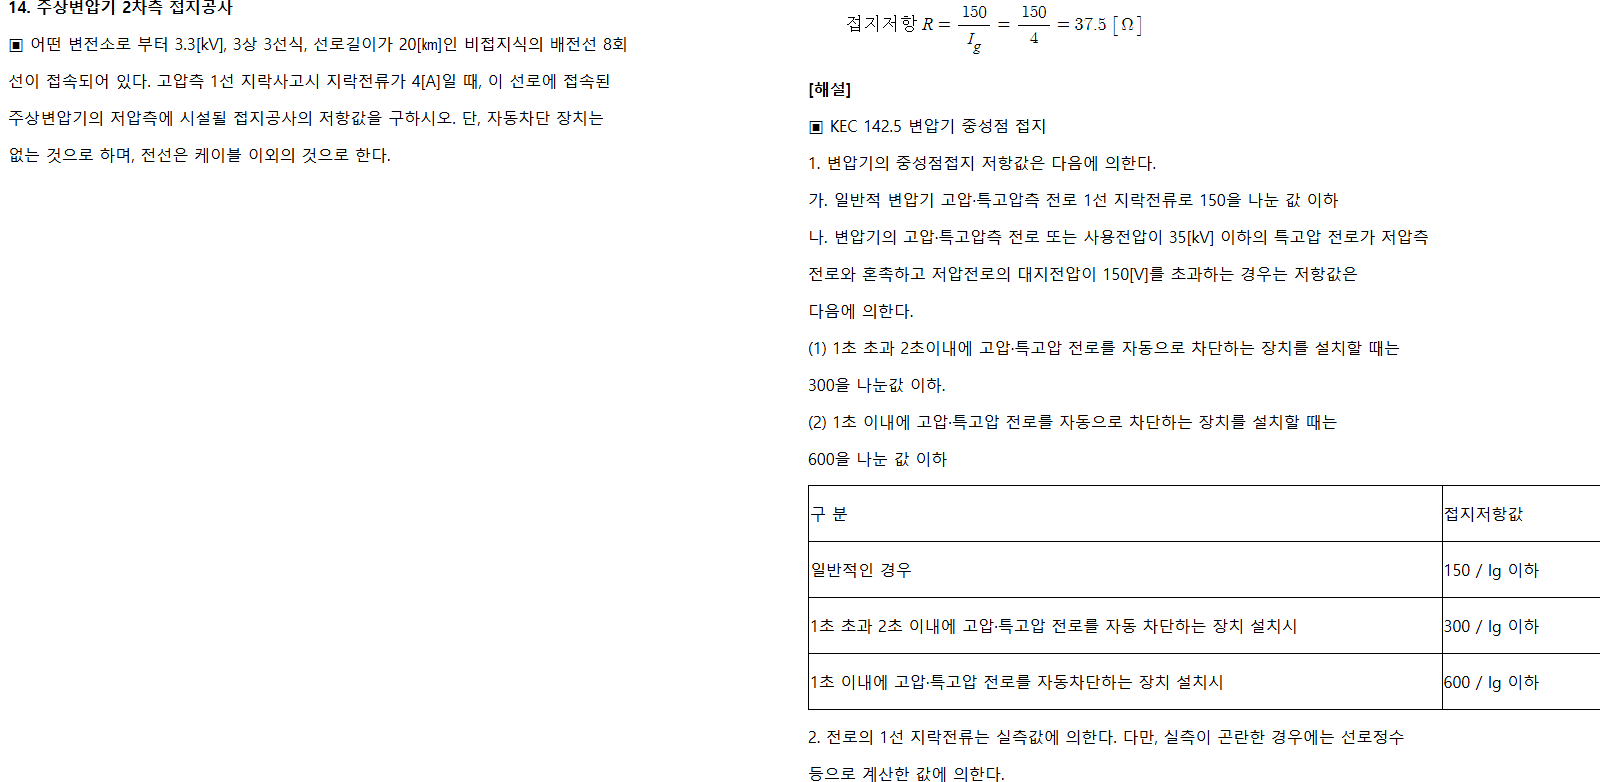 14. 주상변압기 2차측 접지공사
▣ 어떤 변전소로 부터 3.3[kV], 3상 3선식, 선로길이가 20[㎞]인 비접지식의 배전선 8회
선이 접속되어 있다. 고압측 1선 지락사고시 지락전류가 4[A]일 때, 이 선로에 접속된
주상변압기의 저압측에 시설될 접지공사의 저항값을 구하시오. 단, 자동차단 장치는
없는 것으로 하며, 전선은 케이블 이외의 것으로 한다.
접지저항 R = 150/I_g = 150/4 = 37.5 [Ω]
[해설]
▣ KEC 142.5 변압기 중성점 접지
1. 변압기의 중성점접지 저항값은 다음에 의한다.
가. 일반적 변압기 고압·특고압측 전로 1선 지락전류로 150을 나눈 값 이하
나. 변압기의 고압·특고압측 전로 또는 사용전압이 35[kV] 이하의 특고압 전로가 저압측
전로와 혼촉하고 저압전로의 대지전압이 150[V]를 초과하는 경우는 저항값은
다음에 의한다.
(1) 1초 초과 2초이내에 고압·특고압 전로를 자동으로 차단하는 장치를 설치할 때는
300을 나눈값 이하.
(2) 1초 이내에 고압·특고압 전로를 자동으로 차단하는 장치를 설치할 때는
600을 나눈 값 이하
구 분 접지저항값
일반적인 경우 150 / Ig 이하
1초 초과 2초 이내에 고압·특고압 전로를 자동 차단하는 장치 설치시 300 / Ig 이하
1초 이내에 고압·특고압 전로를 자동차단하는 장치 설치시 600 / Ig 이하
2. 전로의 1선 지락전류는 실측값에 의한다. 다만, 실측이 곤란한 경우에는 선로정수
등으로 계산한 값에 의한다.